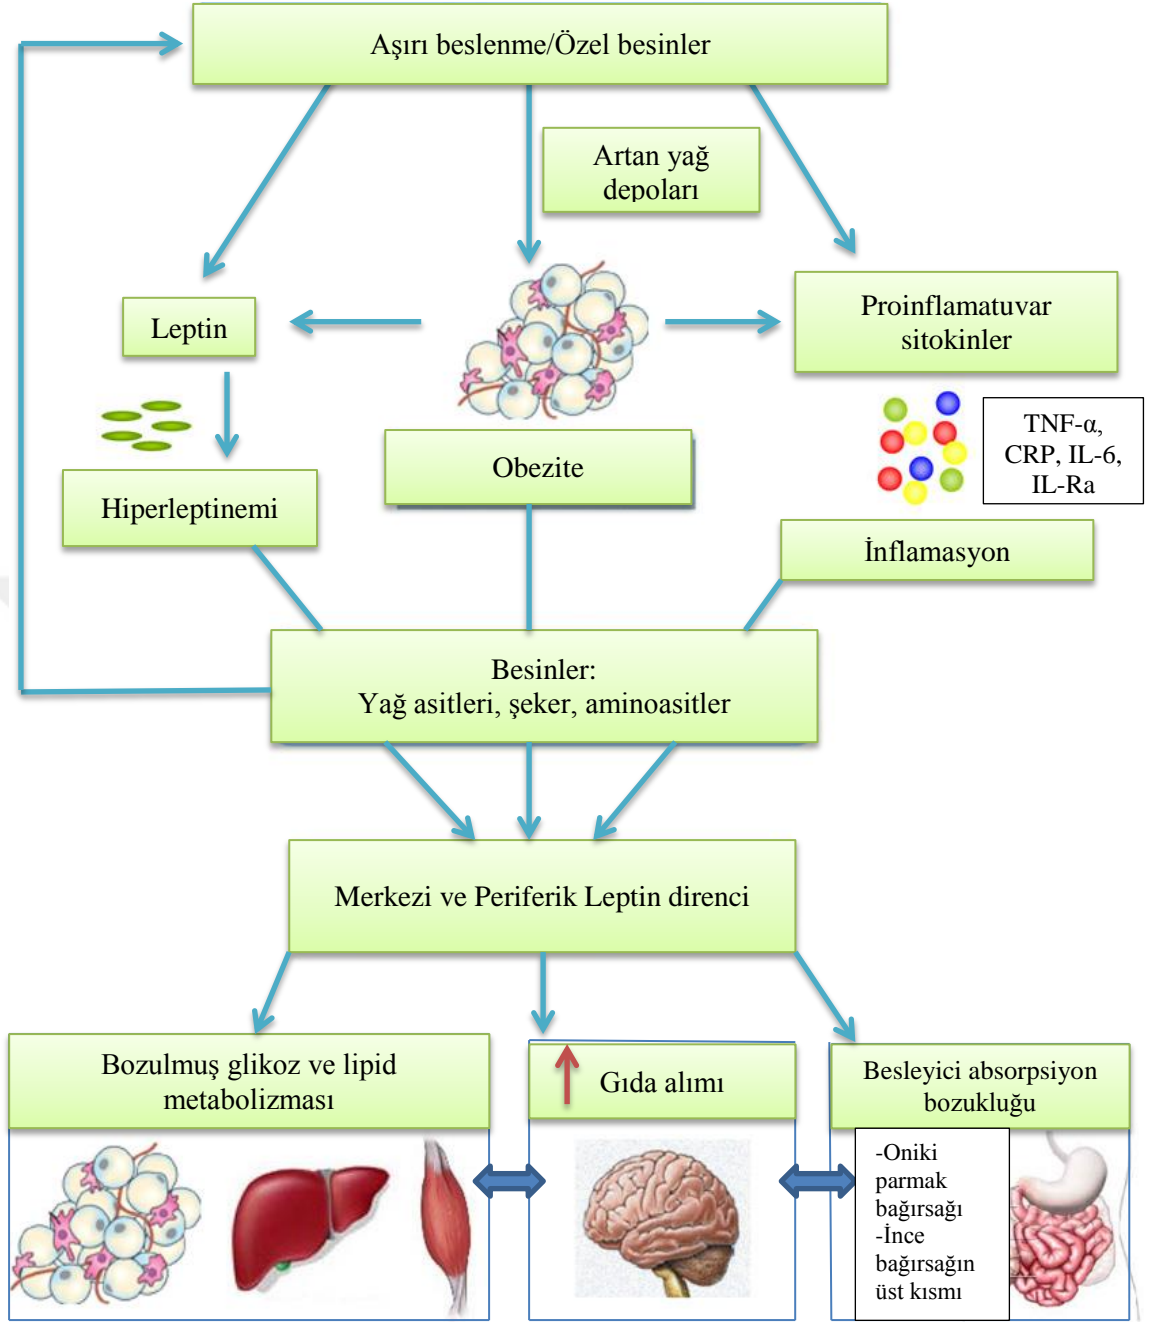 Aşırı beslenme/Özel besinler
Artan yağ
depoları
Leptin
Proinflamatuvar
sitokinler
TNF-α,
CRP, IL-6,
IL-Ra
Obezite
Hiperleptinemi
İnflamasyon
Besinler:
Yağ asitleri, şeker, aminoasitler
Merkezi ve Periferik Leptin direnci
Bozulmuş glikoz ve lipid
metabolizması
Gıda alımı
Besleyici absorpsiyon
bozukluğu
-Oniki
parmak
bağırsağı
-İnce
bağırsağın
üst kısmı